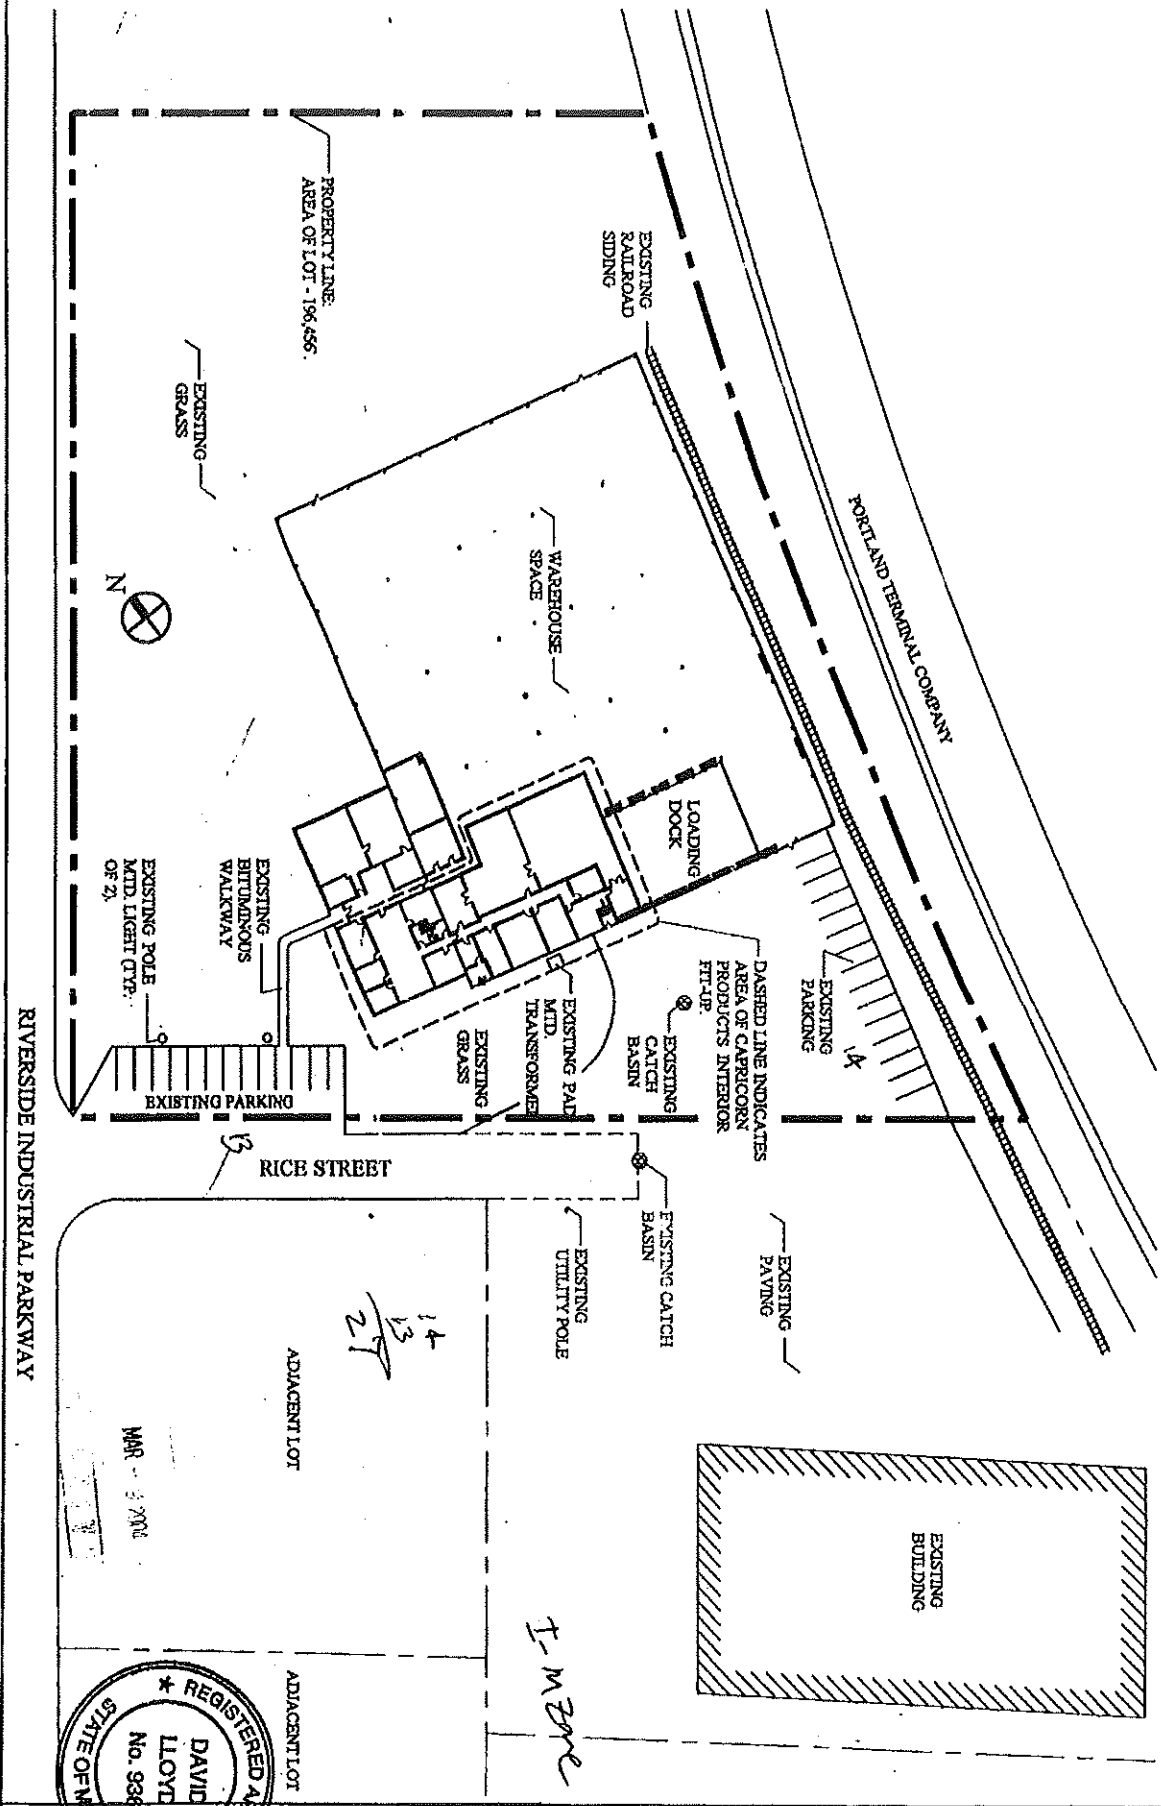 PORTLAND TERMINAL COMPANY
EXISTING
RAILROAD
SIDING
PROPERTY LINE:
AREA OF LOT - 196,456.
EXISTING
GRASS
WAREHOUSE
SPACE
LOADING
DOCK
EXISTING
PARKING
14
DASHED LINE INDICATES
AREA OF CAPRICORN
PRODUCTS INTERIOR
FIT-UP.
EXISTING
CATCH
BASIN
EXISTING PAD
MTD.
TRANSFORMER
EXISTING
GRASS
N
EXISTING
BITUMINOUS
WALKWAY
EXISTING POLE
MTD. LIGHT (TYP.
OF 2).
EXISTING PARKING
13
RICE STREET
EXISTING CATCH
BASIN
EXISTING
UTILITY POLE
EXISTING
PAVING
14
13
27
ADJACENT LOT
MAR
EXISTING
BUILDING
I-M Zone
ADJACENT LOT
★ REGISTERED A
DAVID
LLOYD
No. 936
STATE OF M
RIVERSIDE INDUSTRIAL PARKWAY